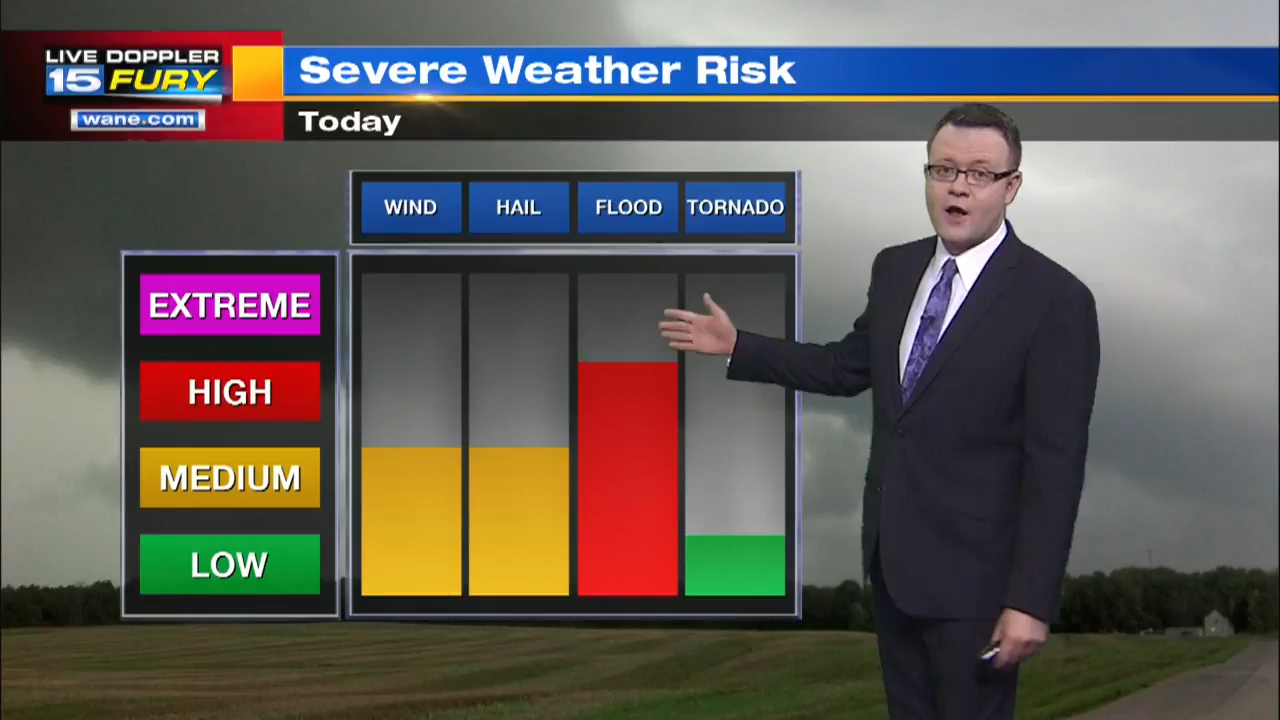 LIVE DOPPLER
15 FURY
wane.com
Severe Weather Risk
Today
WIND HAIL FLOOD TORNADO
EXTREME
HIGH
MEDIUM
LOW